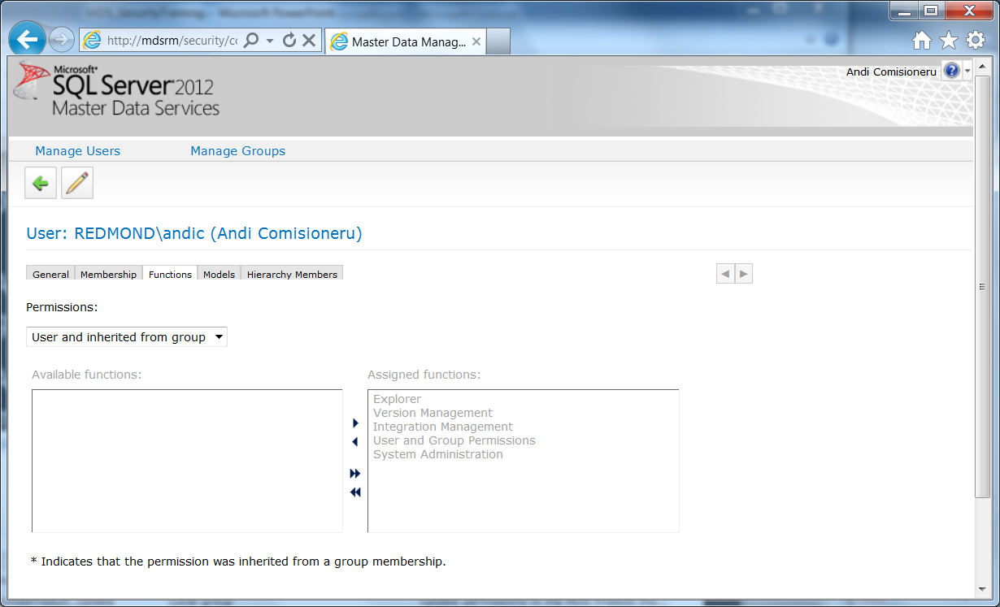 http://mdsrm/security/cc
Master Data Manag...
Andi Comisioneru
Microsoft®
SQL Server 2012
Master Data Services
Manage Users
Manage Groups
User: REDMOND\andic (Andi Comisioneru)
General Membership Functions Models Hierarchy Members
Permissions:
User and inherited from group
Available functions:
Assigned functions:
Explorer
Version Management
Integration Management
User and Group Permissions
System Administration
* Indicates that the permission was inherited from a group membership.